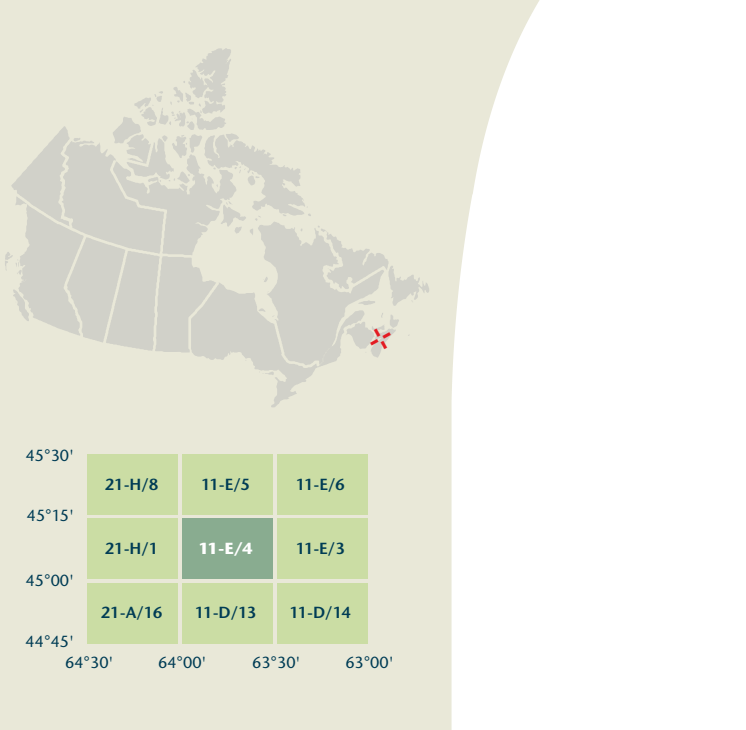 45°30'
21-H/8 11-E/5 11-E/6
45°15'
21-H/1 11-E/4 11-E/3
45°00'
21-A/16 11-D/13 11-D/14
44°45'
64°30' 64°00' 63°30' 63°00'